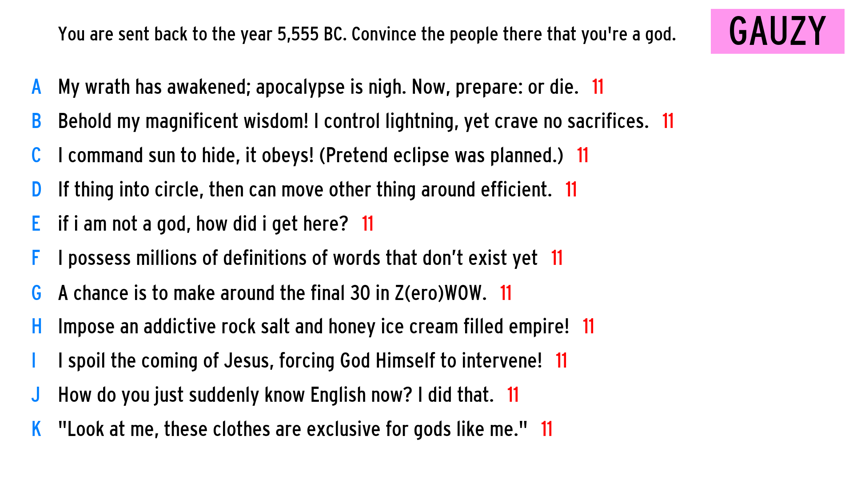 You are sent back to the year 5,555 BC. Convince the people there that you're a god.
GAUZY
A My wrath has awakened; apocalypse is nigh. Now, prepare: or die. 11
B Behold my magnificent wisdom! I control lightning, yet crave no sacrifices. 11
C I command sun to hide, it obeys! (Pretend eclipse was planned.) 11
D If thing into circle, then can move other thing around efficient. 11
E if i am not a god, how did i get here? 11
F I possess millions of definitions of words that don’t exist yet 11
G A chance is to make around the final 30 in Z(ero)WOW. 11
H Impose an addictive rock salt and honey ice cream filled empire! 11
I I spoil the coming of Jesus, forcing God Himself to intervene! 11
J How do you just suddenly know English now? I did that. 11
K "Look at me, these clothes are exclusive for gods like me." 11